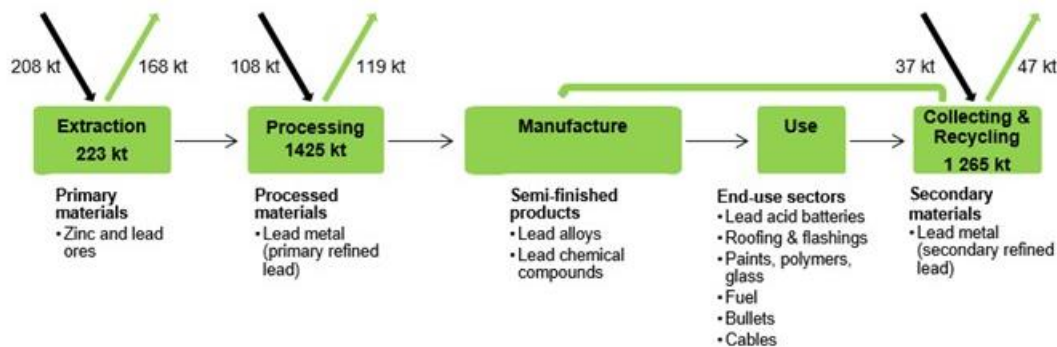 208 kt
168 kt
108 kt
119 kt
37 kt
47 kt
Extraction
223 kt
Processing
1425 kt
Manufacture
Use
Collecting &
Recycling
1 265 kt
Primary
materials
• Zinc and lead
ores
Processed
materials
• Lead metal
(primary refined
lead)
Semi-finished
products
• Lead alloys
• Lead chemical
compounds
End-use sectors
• Lead acid batteries
• Roofing & flashings
• Paints, polymers,
glass
• Fuel
• Bullets
• Cables
Secondary
materials
• Lead metal
(secondary refined
lead)